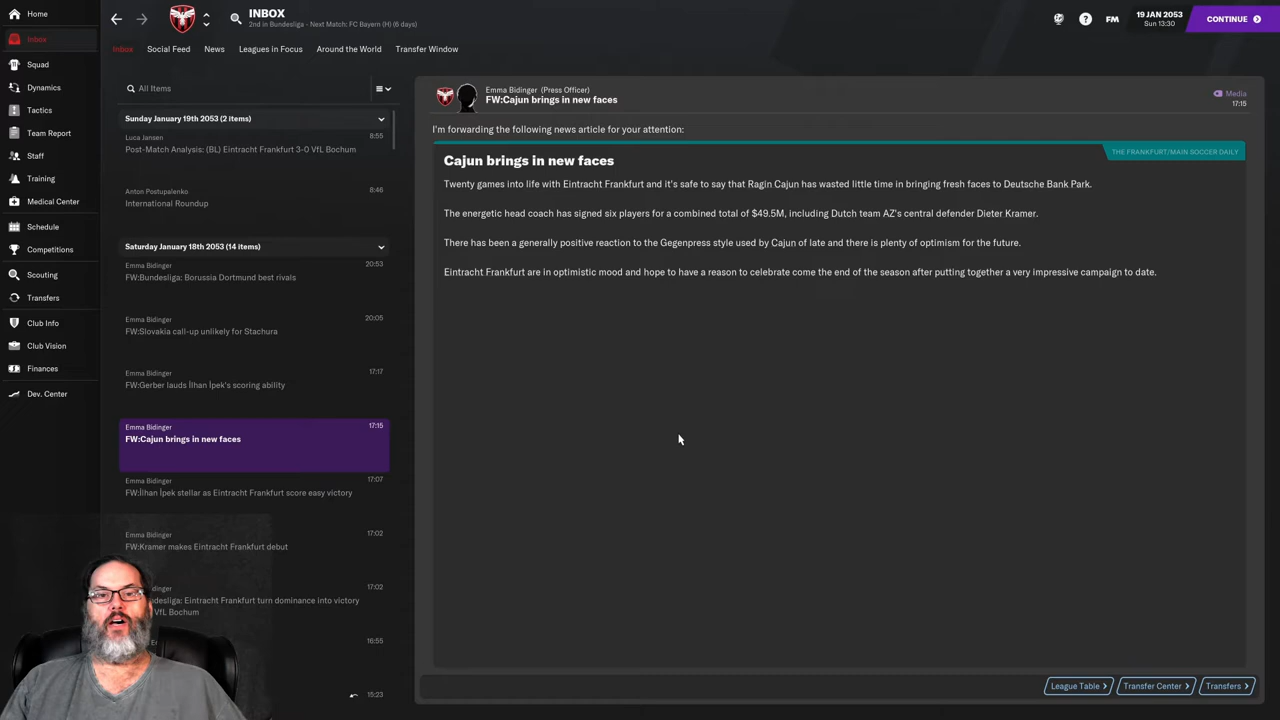 Home
Inbox
Squad
Dynamics
Tactics
Team Report
Staff
Training
Medical Center
Schedule
Competitions
Scouting
Transfers
Club Info
Club Vision
Finances
Dev. Center
INBOX
2nd in Bundesliga - Next Match: FC Bayern (H) (6 days)
FM
19 JAN 2053
Sun 13:30
CONTINUE
Inbox
Social Feed
News
Leagues in Focus
Around the World
Transfer Window
All Items
Sunday January 19th 2053 (2 items)
Luca Jansen
8:55
Post-Match Analysis: (BL) Eintracht Frankfurt 3-0 VfL Bochum
Anton Postupalenko
8:46
International Roundup
Saturday January 18th 2053 (14 items)
Emma Bidinger
20:53
FW:Bundesliga: Borussia Dortmund best rivals
Emma Bidinger
20:05
FW:Slovakia call-up unlikely for Stachura
Emma Bidinger
17:17
FW:Gerber lauds İlhan İpek's scoring ability
Emma Bidinger
17:15
FW:Cajun brings in new faces
Emma Bidinger
17:07
FW:İlhan İpek stellar as Eintracht Frankfurt score easy victory
Emma Bidinger
17:02
FW:Kramer makes Eintracht Frankfurt debut
dinger
17:02
desliga: Eintracht Frankfurt turn dominance into victory
VfL Bochum
16:55
15:23
Emma Bidinger (Press Officer)
FW:Cajun brings in new faces
Media
17:15
I'm forwarding the following news article for your attention:
Cajun brings in new faces
THE FRANKFURT/MAIN SOCCER DAILY
Twenty games into life with Eintracht Frankfurt and it's safe to say that Ragin Cajun has wasted little time in bringing fresh faces to Deutsche Bank Park.
The energetic head coach has signed six players for a combined total of $49.5M, including Dutch team AZ's central defender Dieter Kramer.
There has been a generally positive reaction to the Gegenpress style used by Cajun of late and there is plenty of optimism for the future.
Eintracht Frankfurt are in optimistic mood and hope to have a reason to celebrate come the end of the season after putting together a very impressive campaign to date.
League Table
Transfer Center
Transfers